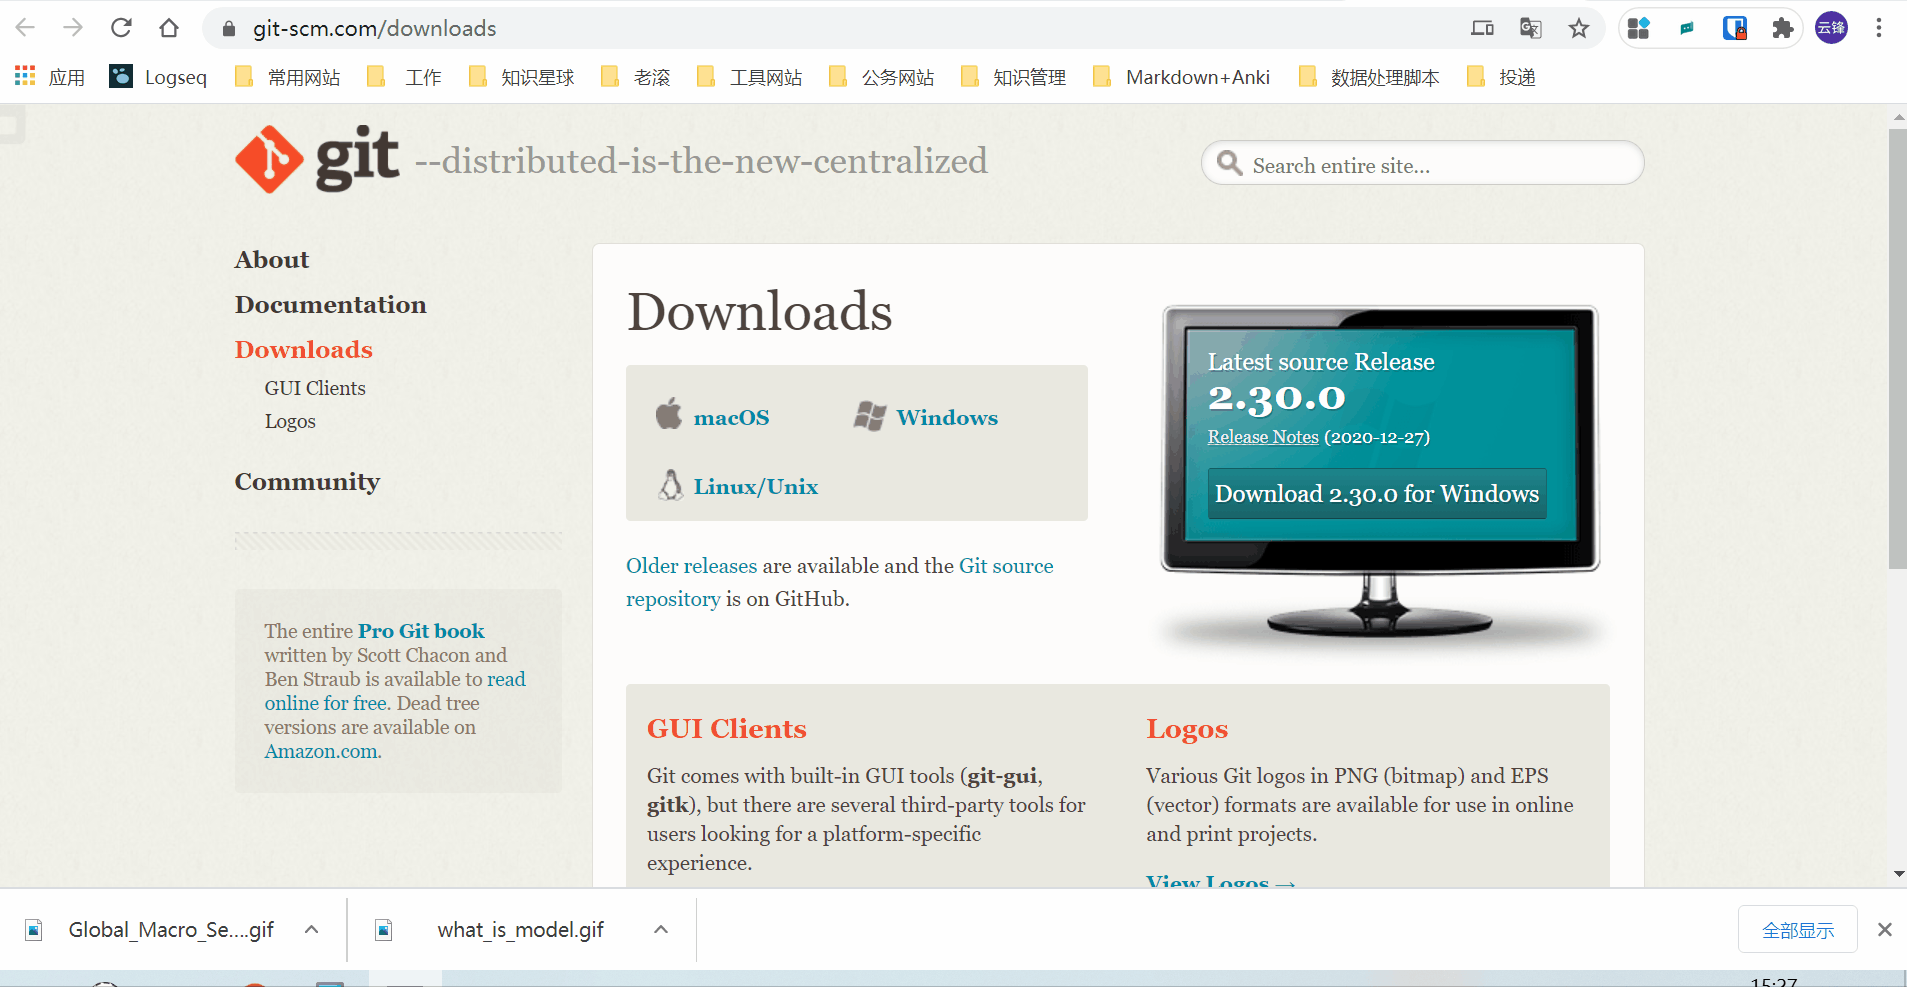 git-scm.com/downloads
云锋
应用 Logseq 常用网站 工作 知识星球 老滚 工具网站 公务网站 知识管理 Markdown+Anki 数据处理脚本 投递
git --distributed-is-the-new-centralized
Search entire site...
About
Documentation
Downloads
GUI Clients
Logos
Community
The entire Pro Git book
written by Scott Chacon and
Ben Straub is available to read
online for free. Dead tree
versions are available on
Amazon.com.
Downloads
macOS Windows
Linux/Unix
Older releases are available and the Git source
repository is on GitHub.
Latest source Release
2.30.0
Release Notes (2020-12-27)
Download 2.30.0 for Windows
GUI Clients
Git comes with built-in GUI tools (git-gui,
gitk), but there are several third-party tools for
users looking for a platform-specific
experience.
Logos
Various Git logos in PNG (bitmap) and EPS
(vector) formats are available for use in online
and print projects.
View Logos →
Global_Macro_Se....gif what_is_model.gif 全部显示
15:27